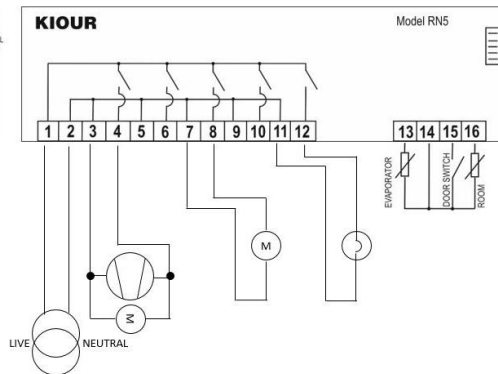 KIOUR
Model RN5
1 2 3 4 5 6 7 8 9 10 11 12 13 14 15 16
EVAPORATOR
DOOR SWITCH
ROOM
M
M
LIVE
NEUTRAL